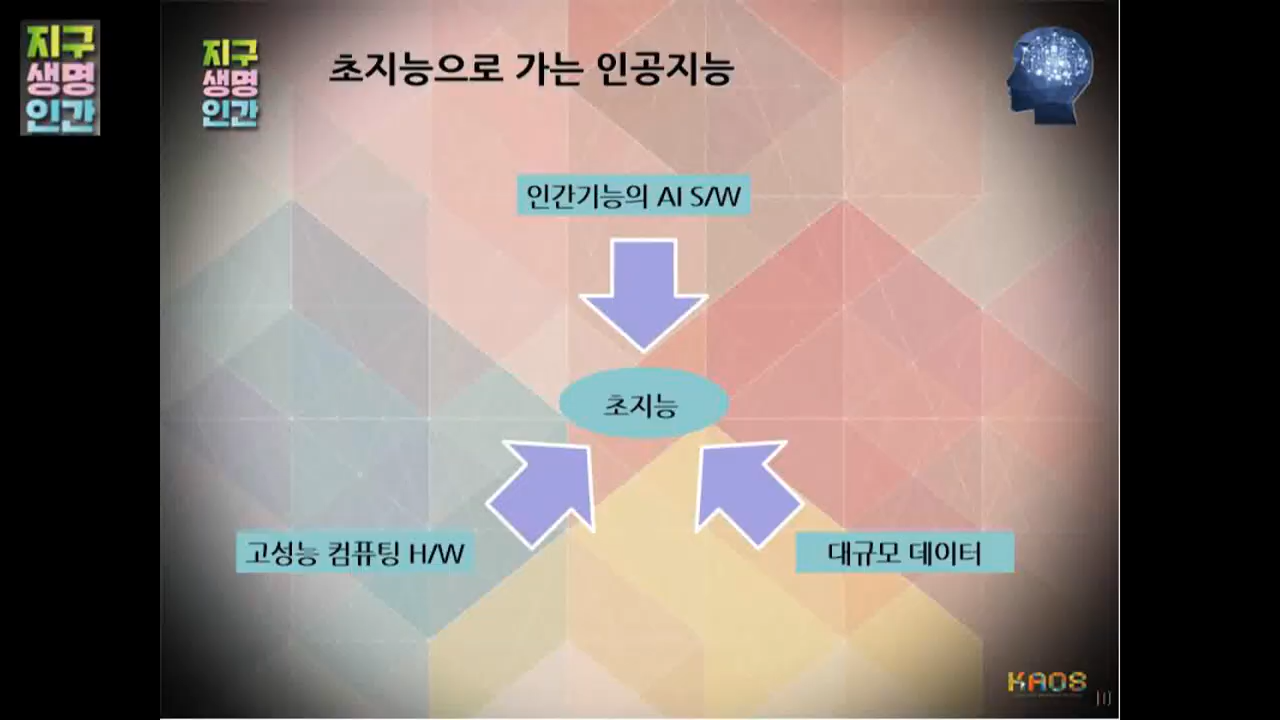 지구
생명
인간
지구
생명
인간
초지능으로 가는 인공지능
인간기능의 AI S/W
초지능
고성능 컴퓨팅 H/W
대규모 데이터
KAOS